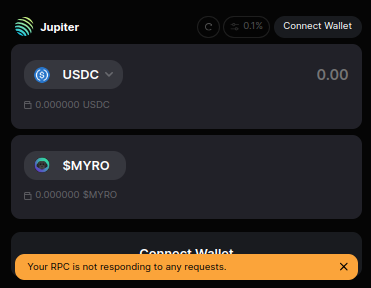 Jupiter
0.1%
Connect Wallet
USDC
0.00
0.000000 USDC
$MYRO
0.000000 $MYRO
Connect Wallet
Your RPC is not responding to any requests.